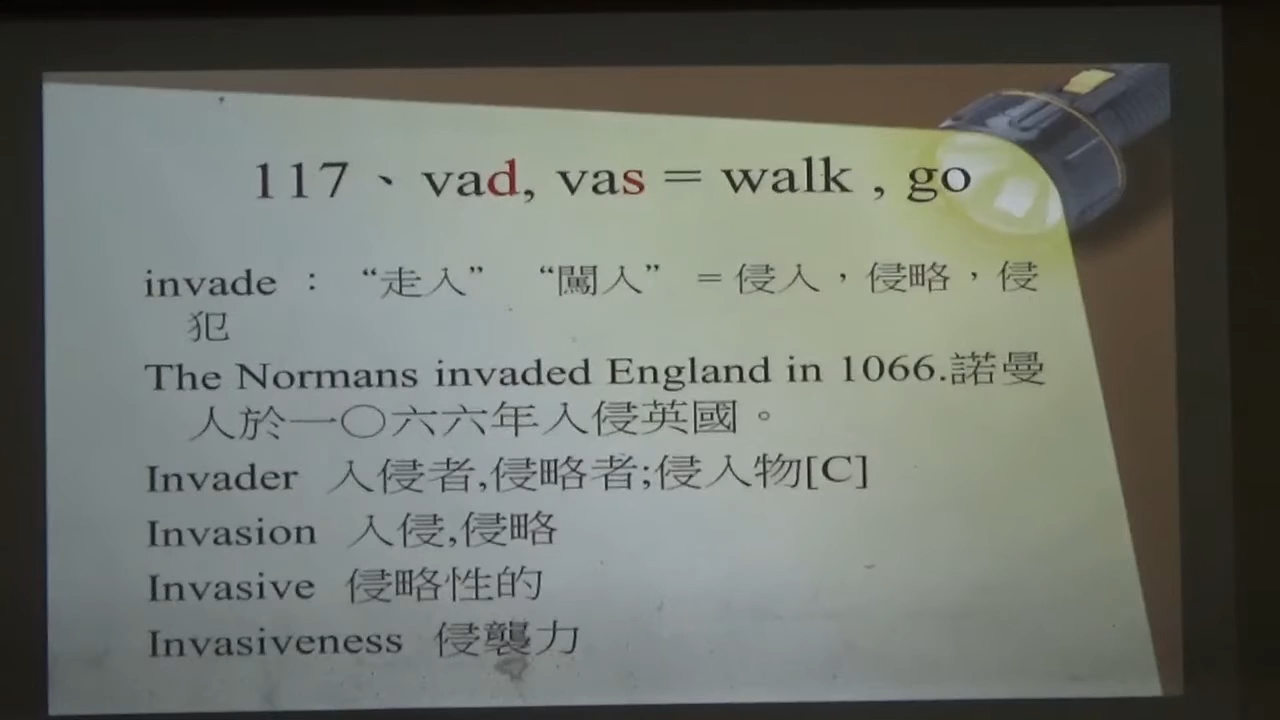 117、vad, vas = walk , go
invade : “走入” “闖入” = 侵入，侵略，侵
犯
The Normans invaded England in 1066.諾曼
人於一〇六六年入侵英國。
Invader 入侵者,侵略者;侵入物[C]
Invasion 入侵,侵略
Invasive 侵略性的
Invasiveness 侵襲力